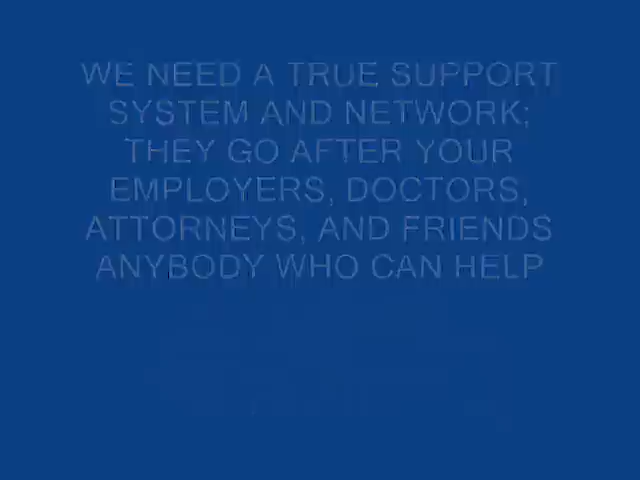 WE NEED A TRUE SUPPORT
SYSTEM AND NETWORK;
THEY GO AFTER YOUR
EMPLOYERS, DOCTORS,
ATTORNEYS, AND FRIENDS
ANYBODY WHO CAN HELP